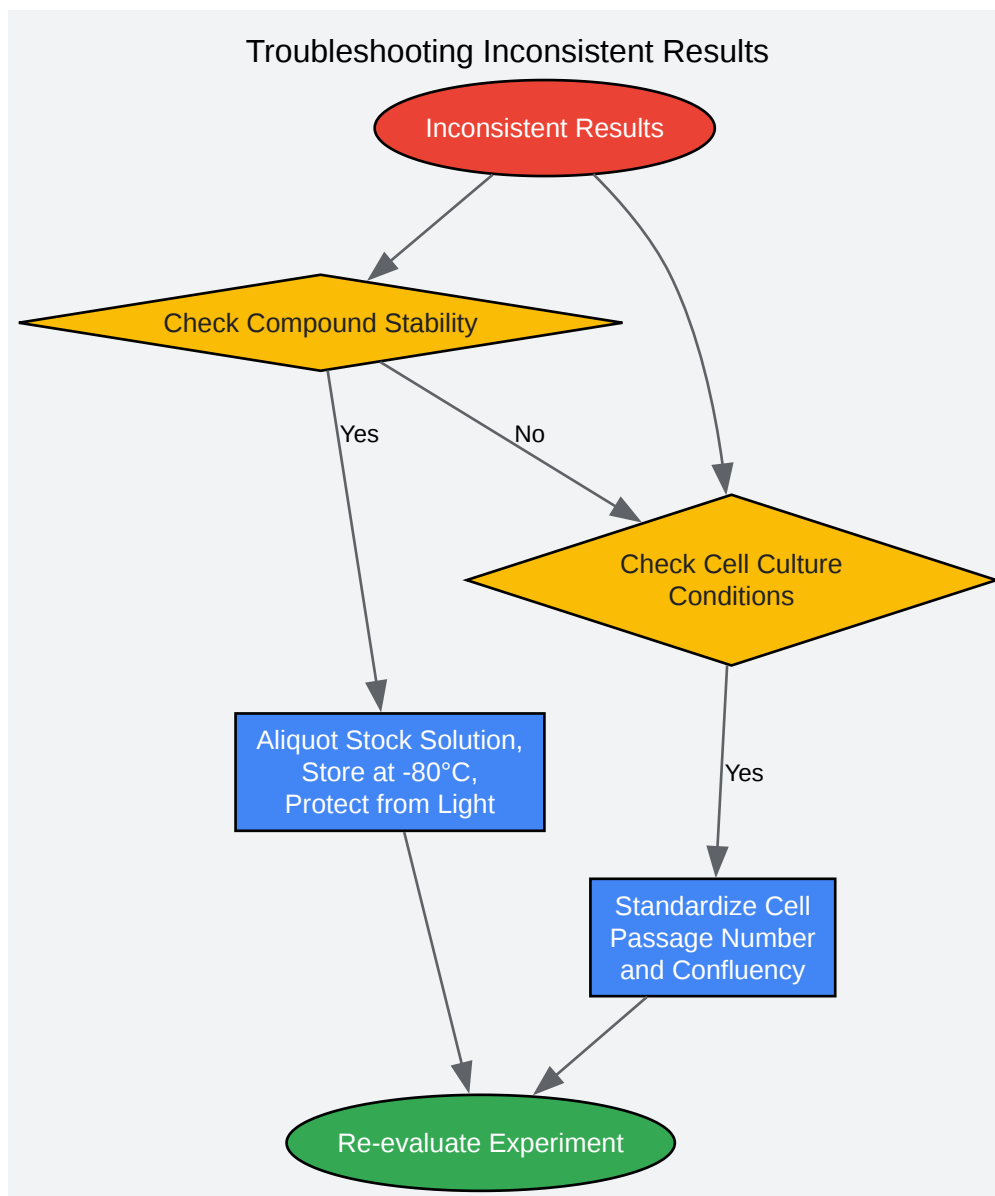 Troubleshooting Inconsistent Results
Inconsistent Results
Check Compound Stability
Yes
No
Check Cell Culture
Conditions
Aliquot Stock Solution,
Store at -80°C,
Protect from Light
Yes
Standardize Cell
Passage Number
and Confluency
Re-evaluate Experiment